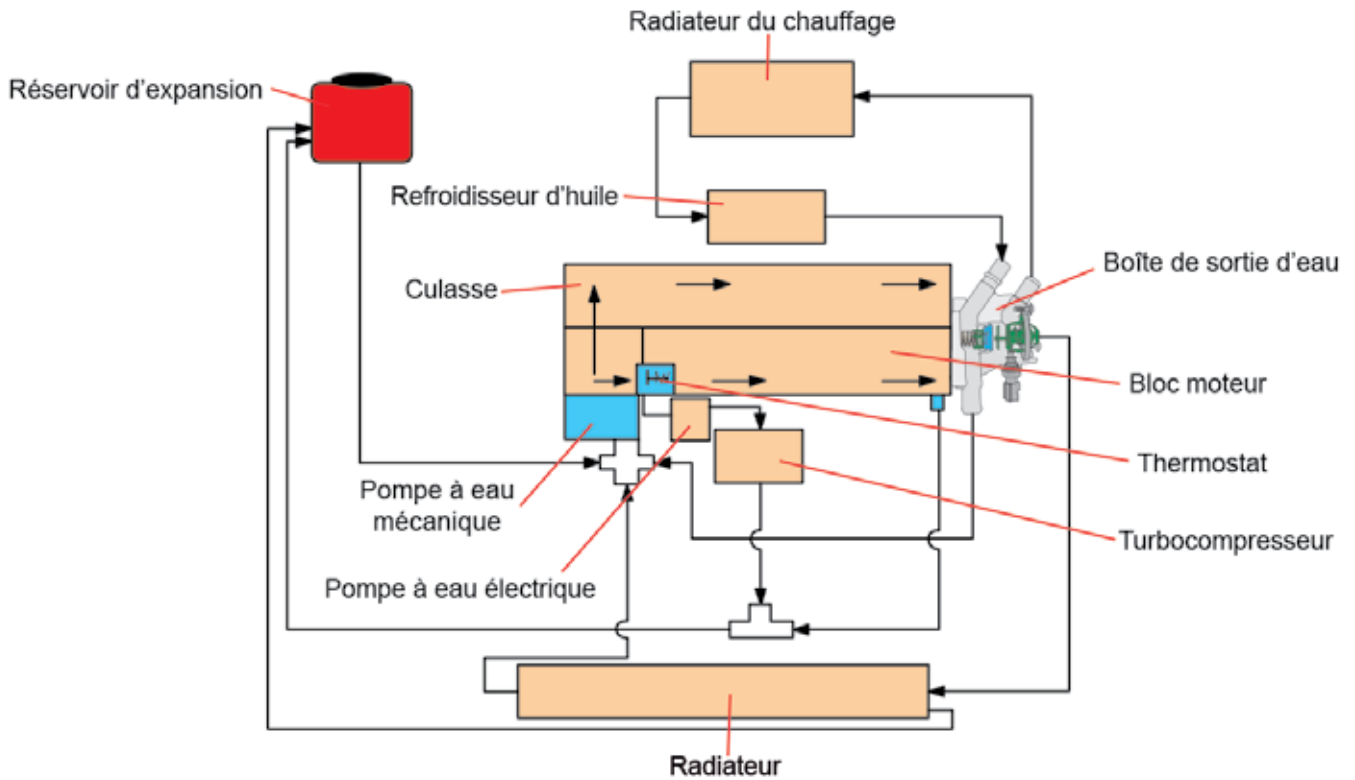 Radiateur du chauffage
Réservoir d'expansion
Refroidisseur d'huile
Boîte de sortie d'eau
Culasse
Bloc moteur
Thermostat
Pompe à eau
mécanique
Turbocompresseur
Pompe à eau électrique
Radiateur